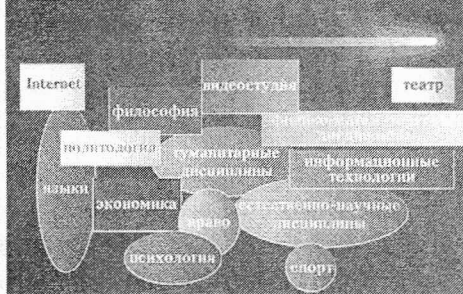 Internet
видеостудия
театр
философия
политология
гуманитарные
дисциплины
информационные
технологии
языки
экономика
право
естественно-научные
дисциплины
психология
спорт